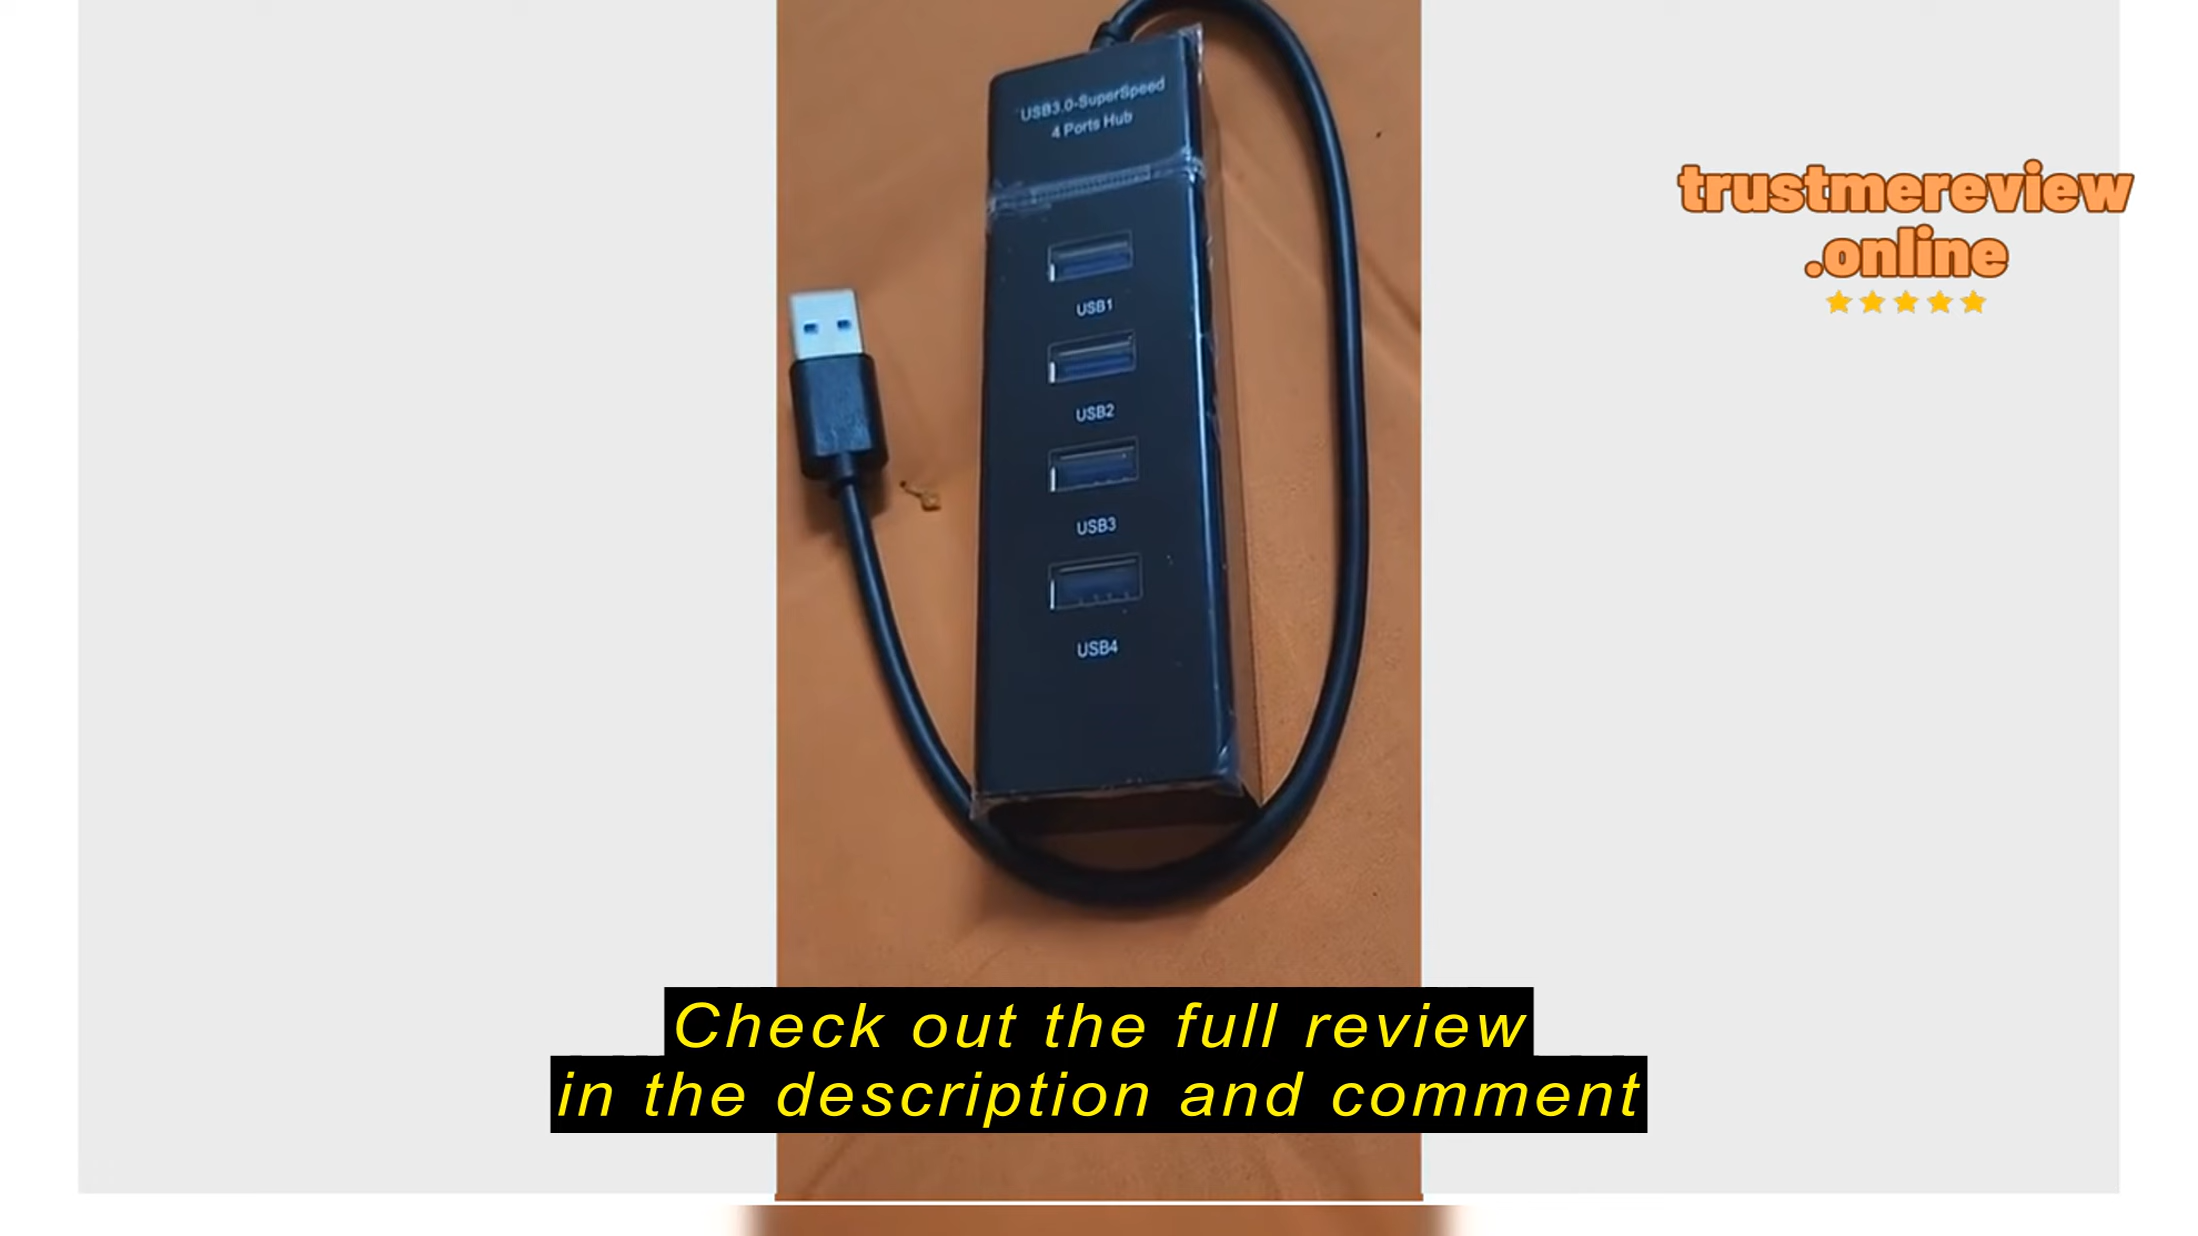 USB3.0-SuperSpeed
4 Ports Hub
USB1
USB2
USB3
USB4
trustmereview
.online
Check out the full review
in the description and comment